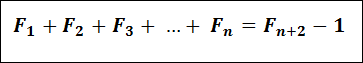 F₁ + F₂ + F₃ + … + Fₙ = Fₙ₊₂ − 1